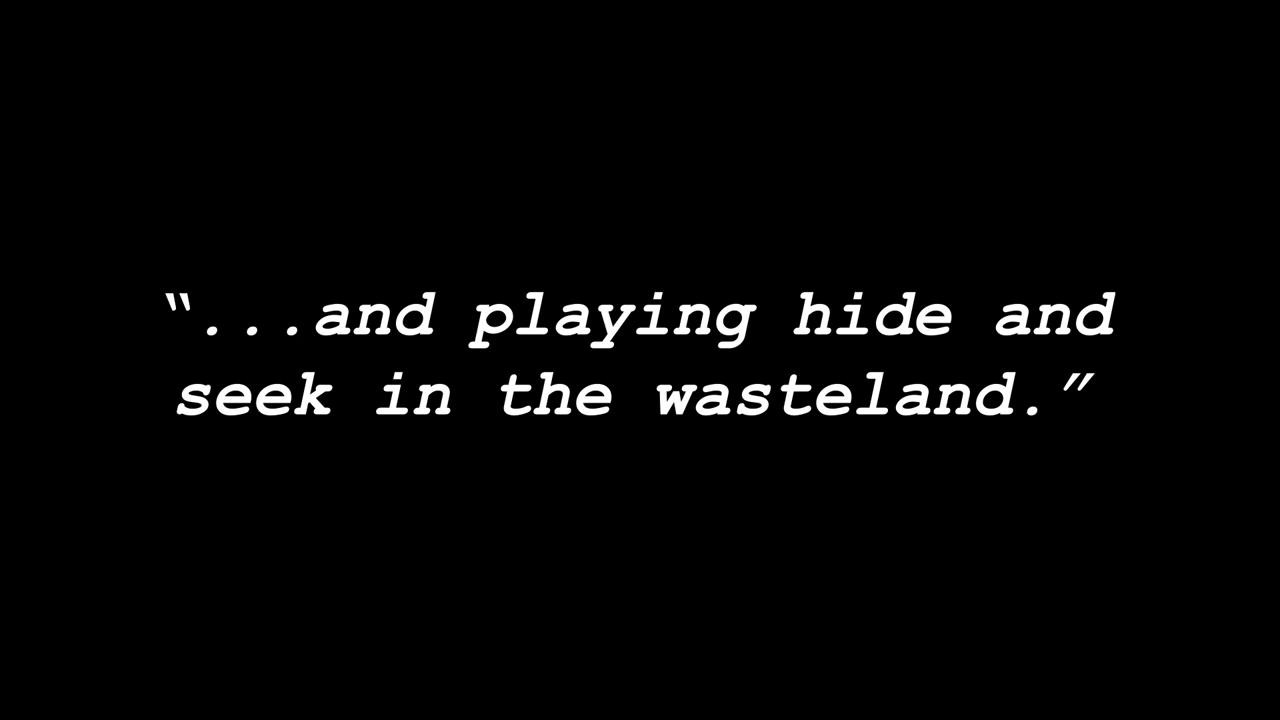 “...and playing hide and
seek in the wasteland.”